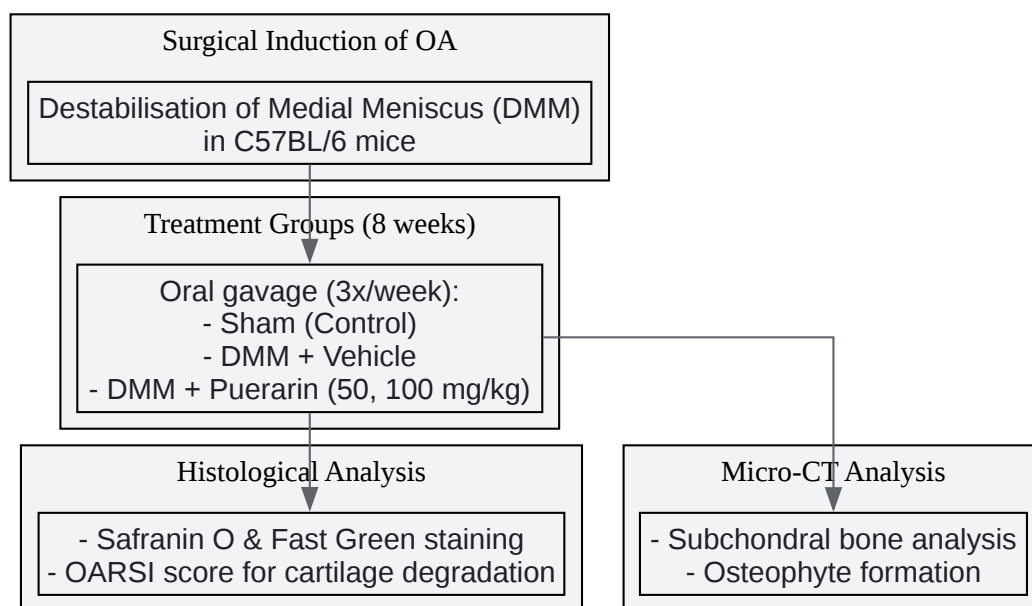 Surgical Induction of OA
Destabilisation of Medial Meniscus (DMM)
in C57BL/6 mice
Treatment Groups (8 weeks)
Oral gavage (3x/week):
- Sham (Control)
- DMM + Vehicle
- DMM + Puerarin (50, 100 mg/kg)
Histological Analysis
- Safranin O & Fast Green staining
- OARSI score for cartilage degradation
Micro-CT Analysis
- Subchondral bone analysis
- Osteophyte formation